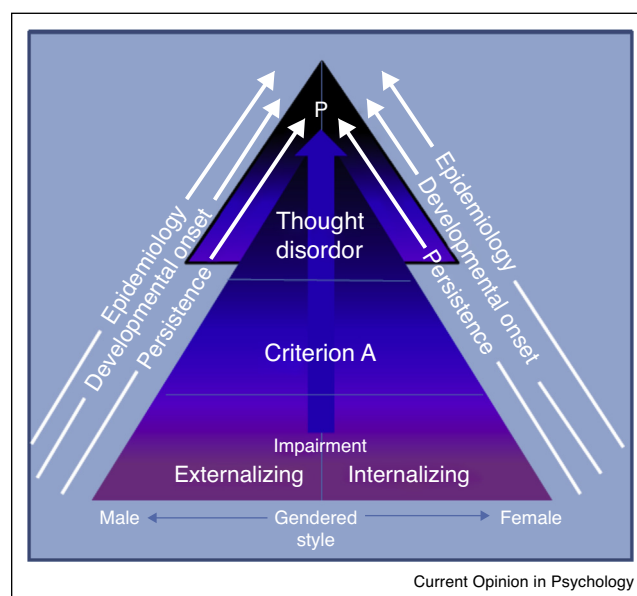 P
Epidemiology
Developmental onset
Persistence
Epidemiology
Developmental onset
Persistence
Thought
disordor
Criterion A
Impairment
Externalizing
Internalizing
Male
Gendered
style
Female
Current Opinion in Psychology